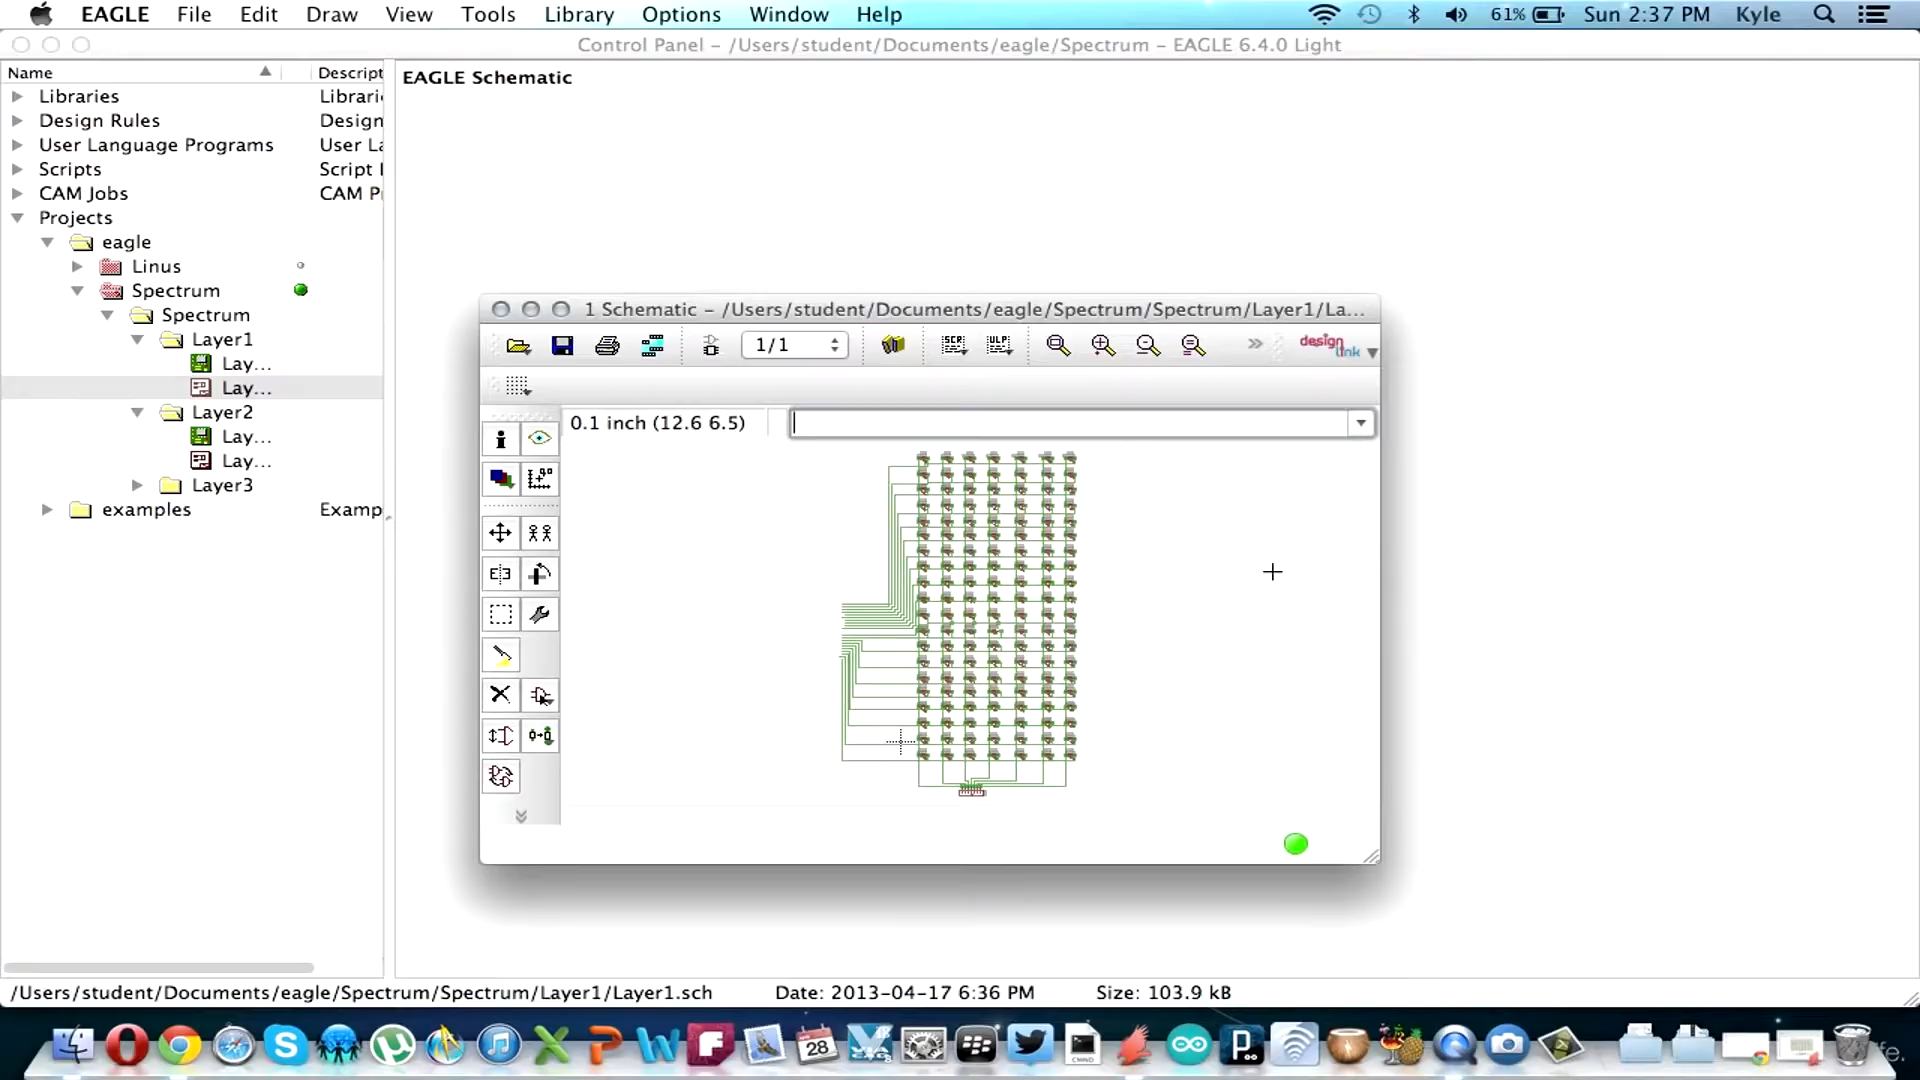 EAGLE File Edit Draw View Tools Library Options Window Help 61% Sun 2:37 PM Kyle
Control Panel – /Users/student/Documents/eagle/Spectrum – EAGLE 6.4.0 Light
Name Descript
EAGLE Schematic
Libraries Librari
Design Rules Design
User Language Programs User La
Scripts Script
CAM Jobs CAM P
Projects
eagle
Linus
Spectrum
Spectrum
Layer1
Lay...
Lay...
Layer2
Lay...
Lay...
Layer3
examples Examp
1 Schematic – /Users/student/Documents/eagle/Spectrum/Spectrum/Layer1/La...
1/1 SCR ULP design link
0.1 inch (12.6 6.5)
/Users/student/Documents/eagle/Spectrum/Spectrum/Layer1/Layer1.sch Date: 2013-04-17 6:36 PM Size: 103.9 kB
28